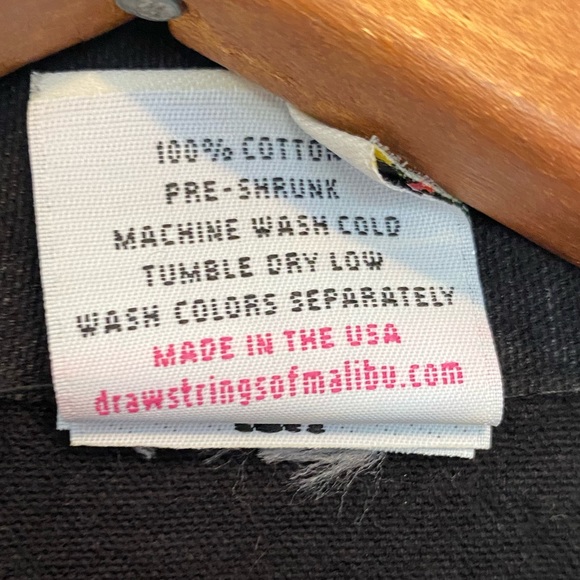 100% COTTON
PRE-SHRUNK
MACHINE WASH COLD
TUMBLE DRY LOW
WASH COLORS SEPARATELY
MADE IN THE USA
drawstringsofmalibu.com